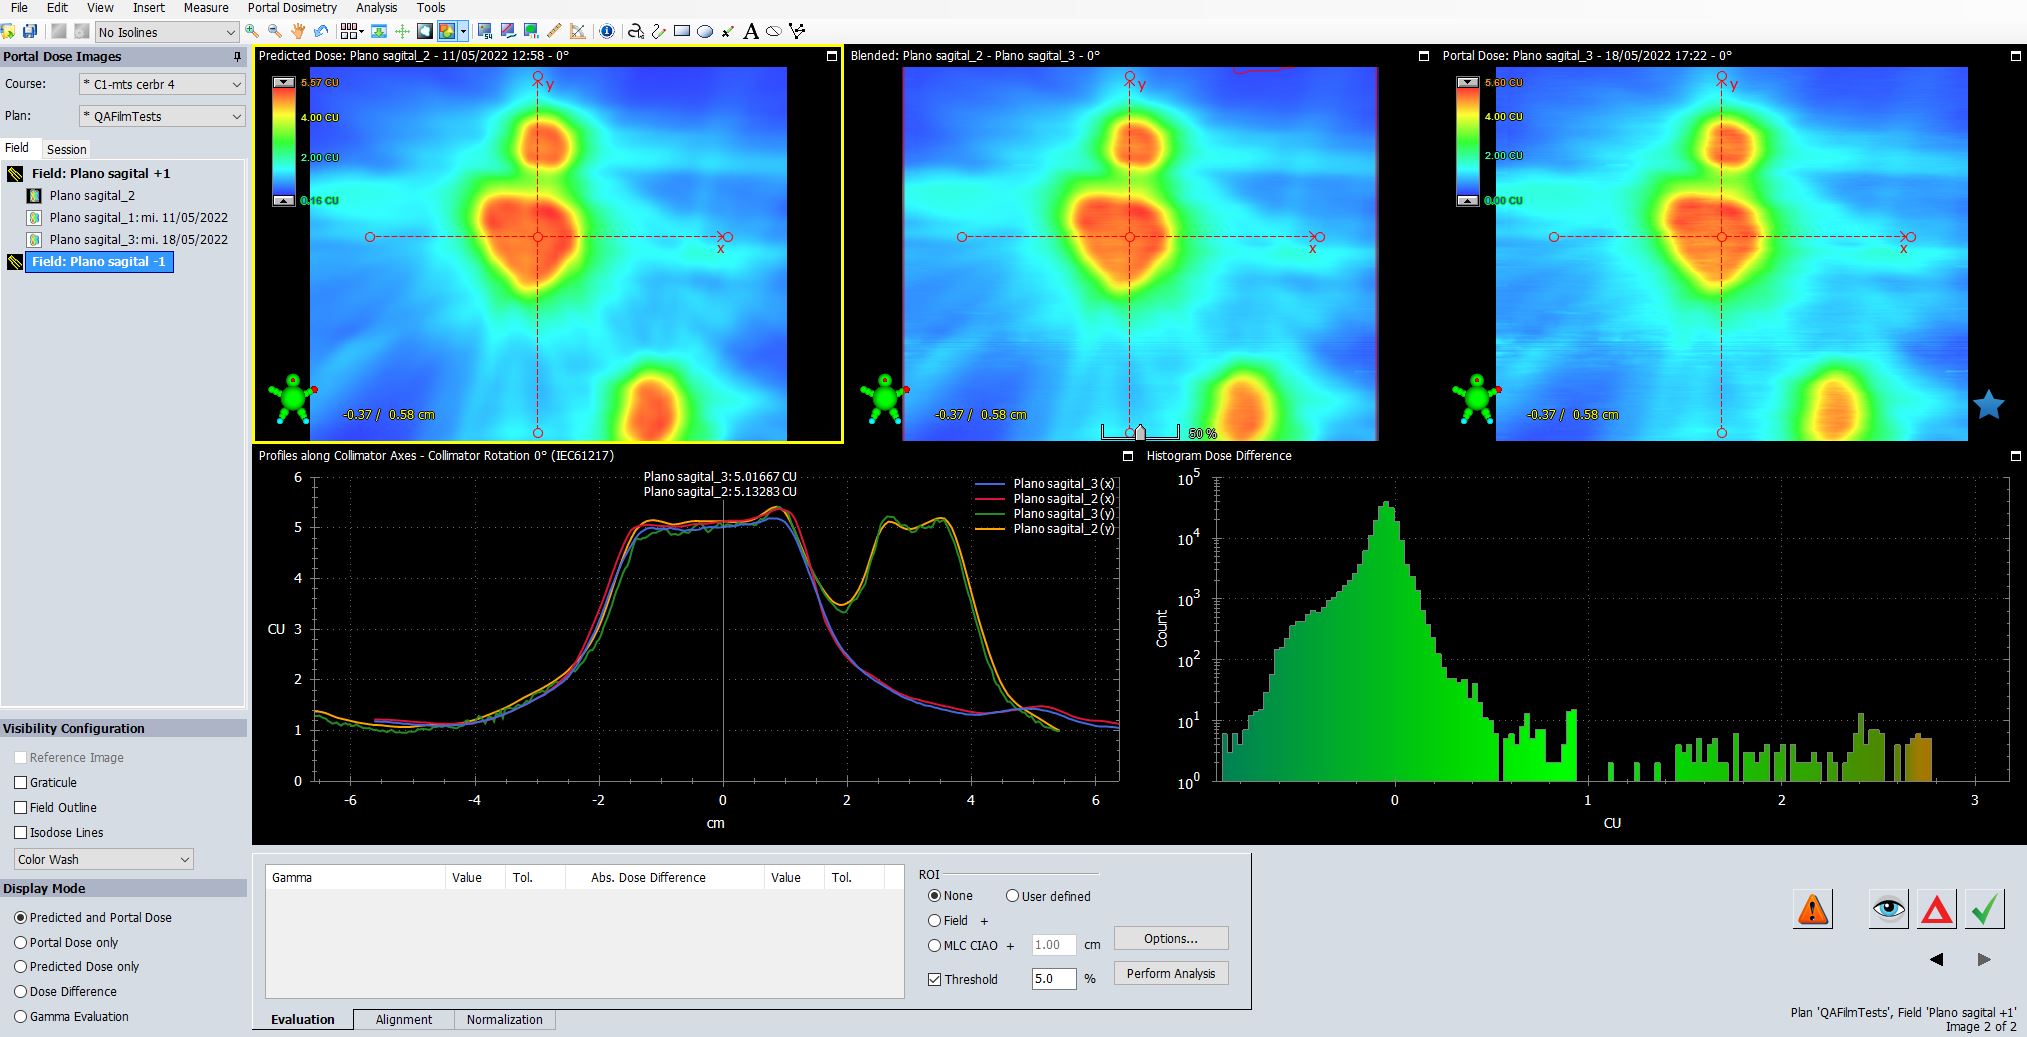 File Edit View Insert Measure Portal Dosimetry Analysis Tools
No Isolines
Portal Dose Images
Course: * C1-mts cerbr 4
Plan: * QAFilmTests
Field Session
Field: Plano sagital +1
Plano sagital_2
Plano sagital_1: mi. 11/05/2022
Plano sagital_3: mi. 18/05/2022
Field: Plano sagital -1
Visibility Configuration
Reference Image
Graticule
Field Outline
Isodose Lines
Color Wash
Display Mode
Predicted and Portal Dose
Portal Dose only
Predicted Dose only
Dose Difference
Gamma Evaluation
Predicted Dose: Plano sagital_2 - 11/05/2022 12:58 - 0°
5.57 CU
4.00 CU
2.00 CU
0.16 CU
y
x
-0.37 / 0.58 cm
Blended: Plano sagital_2 - Plano sagital_3 - 0°
y
x
-0.37 / 0.58 cm
50 %
Portal Dose: Plano sagital_3 - 18/05/2022 17:22 - 0°
5.60 CU
4.00 CU
2.00 CU
0.00 CU
y
x
-0.37 / 0.58 cm
Profiles along Collimator Axes - Collimator Rotation 0° (IEC61217)
Plano sagital_3: 5.01667 CU
Plano sagital_2: 5.13283 CU
Plano sagital_3 (x)
Plano sagital_2 (x)
Plano sagital_3 (y)
Plano sagital_2 (y)
6
5
4
CU 3
2
1
0
-6 -4 -2 0 2 4 6
cm
Histogram Dose Difference
10^5
10^4
10^3
10^2
10^1
10^0
Count
0 1 2 3
CU
Gamma Value Tol. Abs. Dose Difference Value Tol.
ROI
None User defined
Field +
MLC CIAO + 1.00 cm Options...
Threshold 5.0 % Perform Analysis
Evaluation Alignment Normalization
Plan 'QAFilmTests', Field 'Plano sagital +1'
Image 2 of 2